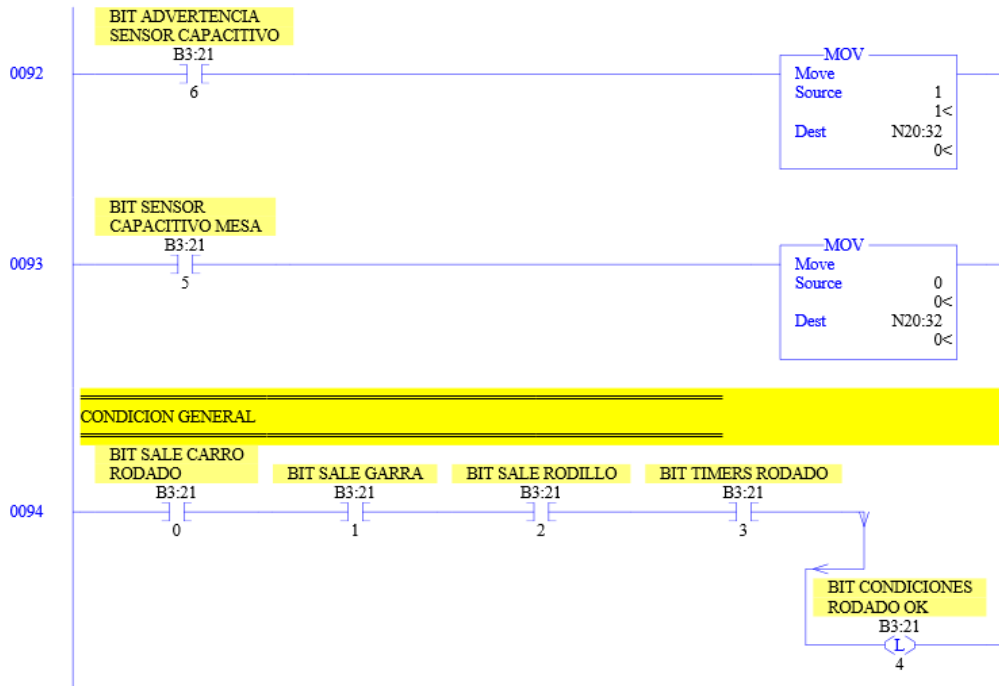 BIT ADVERTENCIA
SENSOR CAPACITIVO
B3:21
0092
6
MOV
Move
Source 1
1<
Dest N20:32
0<
BIT SENSOR
CAPACITIVO MESA
B3:21
0093
5
MOV
Move
Source 0
0<
Dest N20:32
0<
CONDICION GENERAL
BIT SALE CARRO
RODADO
B3:21
0
BIT SALE GARRA
B3:21
1
BIT SALE RODILLO
B3:21
2
BIT TIMERS RODADO
B3:21
3
0094
BIT CONDICIONES
RODADO OK
B3:21
L
4